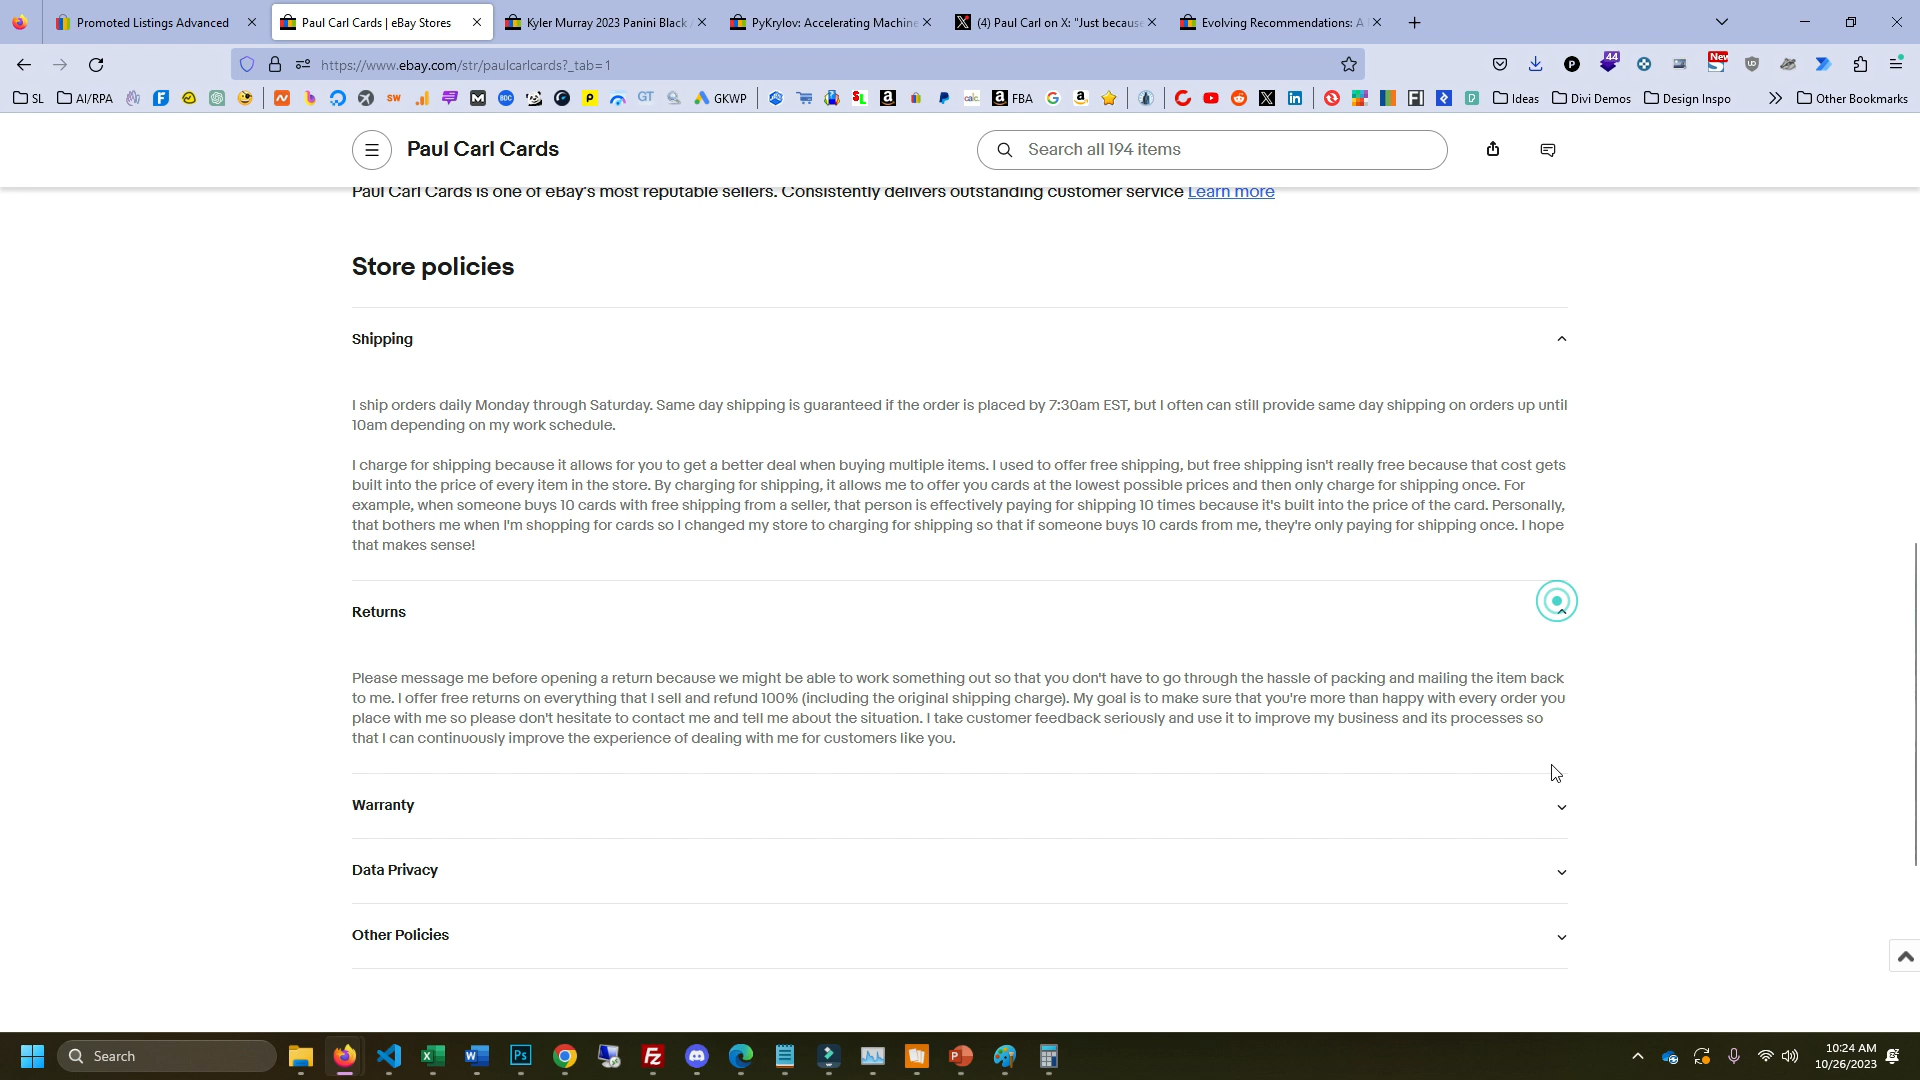 Promoted Listings Advanced
Paul Carl Cards | eBay Stores
Kyler Murray 2023 Panini Black
PyKrylov: Accelerating Machine
(4) Paul Carl on X: "Just becaus
Evolving Recommendations: A
https://www.ebay.com/str/paulcarlcards?_tab=1
44
New
SL
AI/RPA
SW
BDC
GT
GKWP
SL
calc
FBA
Ideas
Divi Demos
Design Inspo
Other Bookmarks
Paul Carl Cards
Search all 194 items
Paul Carl Cards is one of eBay's most reputable sellers. Consistently delivers outstanding customer service Learn more
Store policies
Shipping
I ship orders daily Monday through Saturday. Same day shipping is guaranteed if the order is placed by 7:30am EST, but I often can still provide same day shipping on orders up until
10am depending on my work schedule.
I charge for shipping because it allows for you to get a better deal when buying multiple items. I used to offer free shipping, but free shipping isn't really free because that cost gets
built into the price of every item in the store. By charging for shipping, it allows me to offer you cards at the lowest possible prices and then only charge for shipping once. For
example, when someone buys 10 cards with free shipping from a seller, that person is effectively paying for shipping 10 times because it's built into the price of the card. Personally,
that bothers me when I'm shopping for cards so I changed my store to charging for shipping so that if someone buys 10 cards from me, they're only paying for shipping once. I hope
that makes sense!
Returns
Please message me before opening a return because we might be able to work something out so that you don't have to go through the hassle of packing and mailing the item back
to me. I offer free returns on everything that I sell and refund 100% (including the original shipping charge). My goal is to make sure that you're more than happy with every order you
place with me so please don't hesitate to contact me and tell me about the situation. I take customer feedback seriously and use it to improve my business and its processes so
that I can continuously improve the experience of dealing with me for customers like you.
Warranty
Data Privacy
Other Policies
Search
10:24 AM
10/26/2023